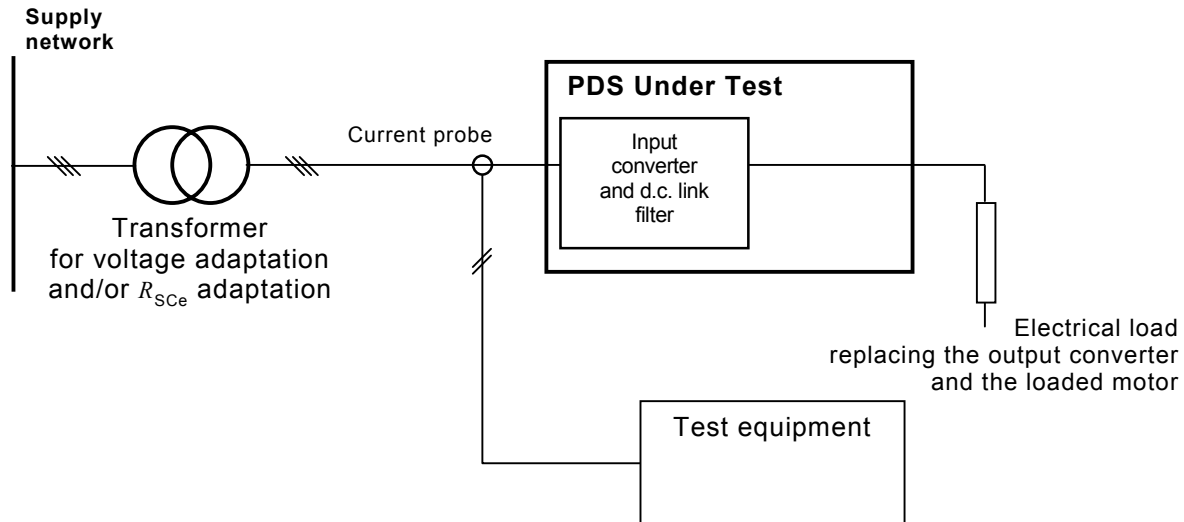 Supply
network
PDS Under Test
Current probe
Input
converter
and d.c. link
filter
Transformer
for voltage adaptation
and/or R_SCe adaptation
Electrical load
replacing the output converter
and the loaded motor
Test equipment